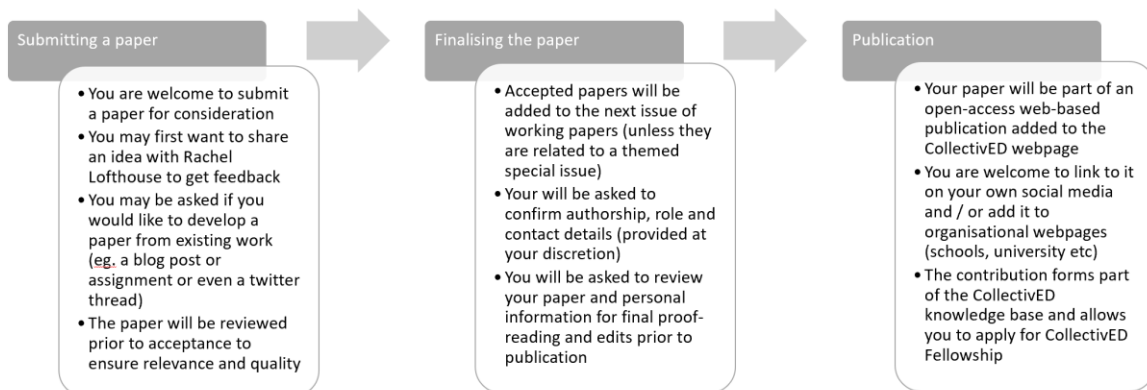 Submitting a paper
• You are welcome to submit
a paper for consideration
• You may first want to share
an idea with Rachel
Lofthouse to get feedback
• You may be asked if you
would like to develop a
paper from existing work
(eg. a blog post or
assignment or even a twitter
thread)
• The paper will be reviewed
prior to acceptance to
ensure relevance and quality
Finalising the paper
• Accepted papers will be
added to the next issue of
working papers (unless they
are related to a themed
special issue)
• Your will be asked to
confirm authorship, role and
contact details (provided at
your discretion)
• You will be asked to review
your paper and personal
information for final proof-
reading and edits prior to
publication
Publication
• Your paper will be part of an
open-access web-based
publication added to the
CollectivED webpage
• You are welcome to link to it
on your own social media
and / or add it to
organisational webpages
(schools, university etc)
• The contribution forms part
of the CollectivED
knowledge base and allows
you to apply for CollectivED
Fellowship